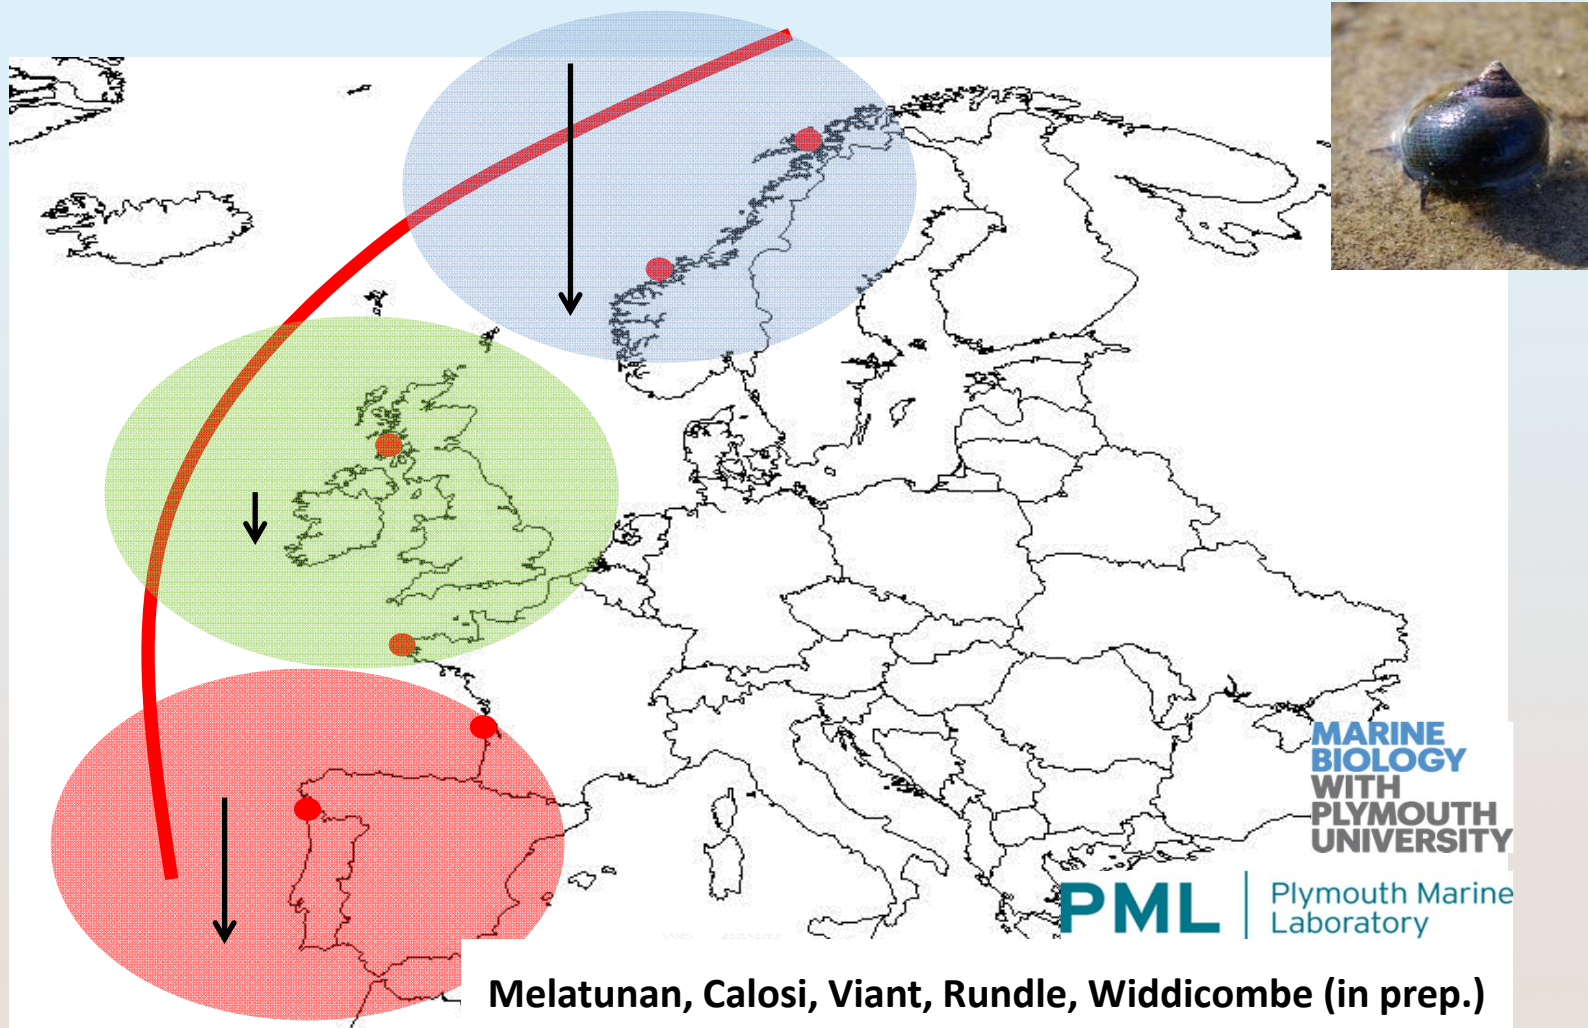 MARINE
BIOLOGY
WITH
PLYMOUTH
UNIVERSITY
PML
Plymouth Marine
Laboratory
Melatunan, Calosi, Viant, Rundle, Widdicombe (in prep.)